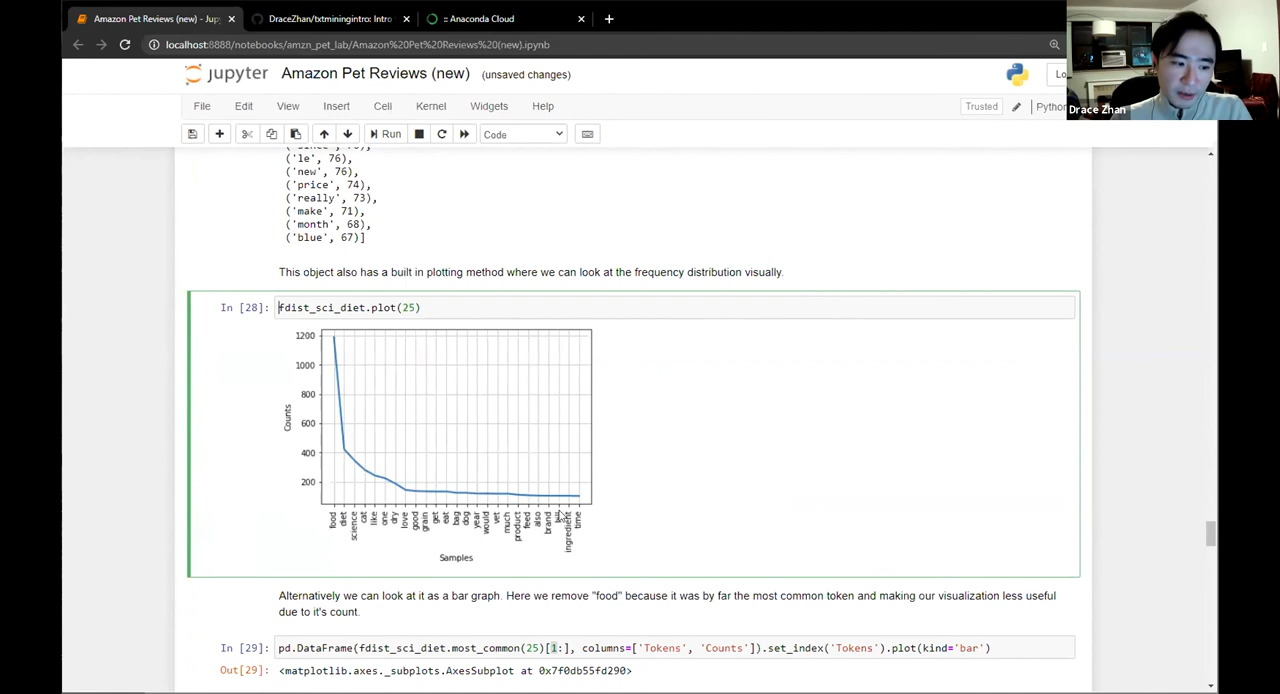 Amazon Pet Reviews (new) - Jup
DraceZhan/txtminingintro: Intro
:: Anaconda Cloud
localhost:8888/notebooks/amzn_pet_lab/Amazon%20Pet%20Reviews%20(new).ipynb
jupyter
Amazon Pet Reviews (new)
(unsaved changes)
Lo
Drace Zhan
File
Edit
View
Insert
Cell
Kernel
Widgets
Help
Trusted
Python
Run
Code
('le', 76),
('new', 76),
('price', 74),
('really', 73),
('make', 71),
('month', 68),
('blue', 67)]
This object also has a built in plotting method where we can look at the frequency distribution visually.
In [28]:
fdist_sci_diet.plot(25)
1200
1000
800
600
400
200
Counts
food
diet
science
cat
like
one
dry
love
good
grain
get
eat
bag
dog
year
would
vet
much
product
feed
also
brand
ingredient
time
Samples
Alternatively we can look at it as a bar graph. Here we remove "food" because it was by far the most common token and making our visualization less useful
due to it's count.
In [29]:
pd.DataFrame(fdist_sci_diet.most_common(25)[1:], columns=['Tokens', 'Counts']).set_index('Tokens').plot(kind='bar')
Out[29]:
<matplotlib.axes._subplots.AxesSubplot at 0x7f0db55fd290>